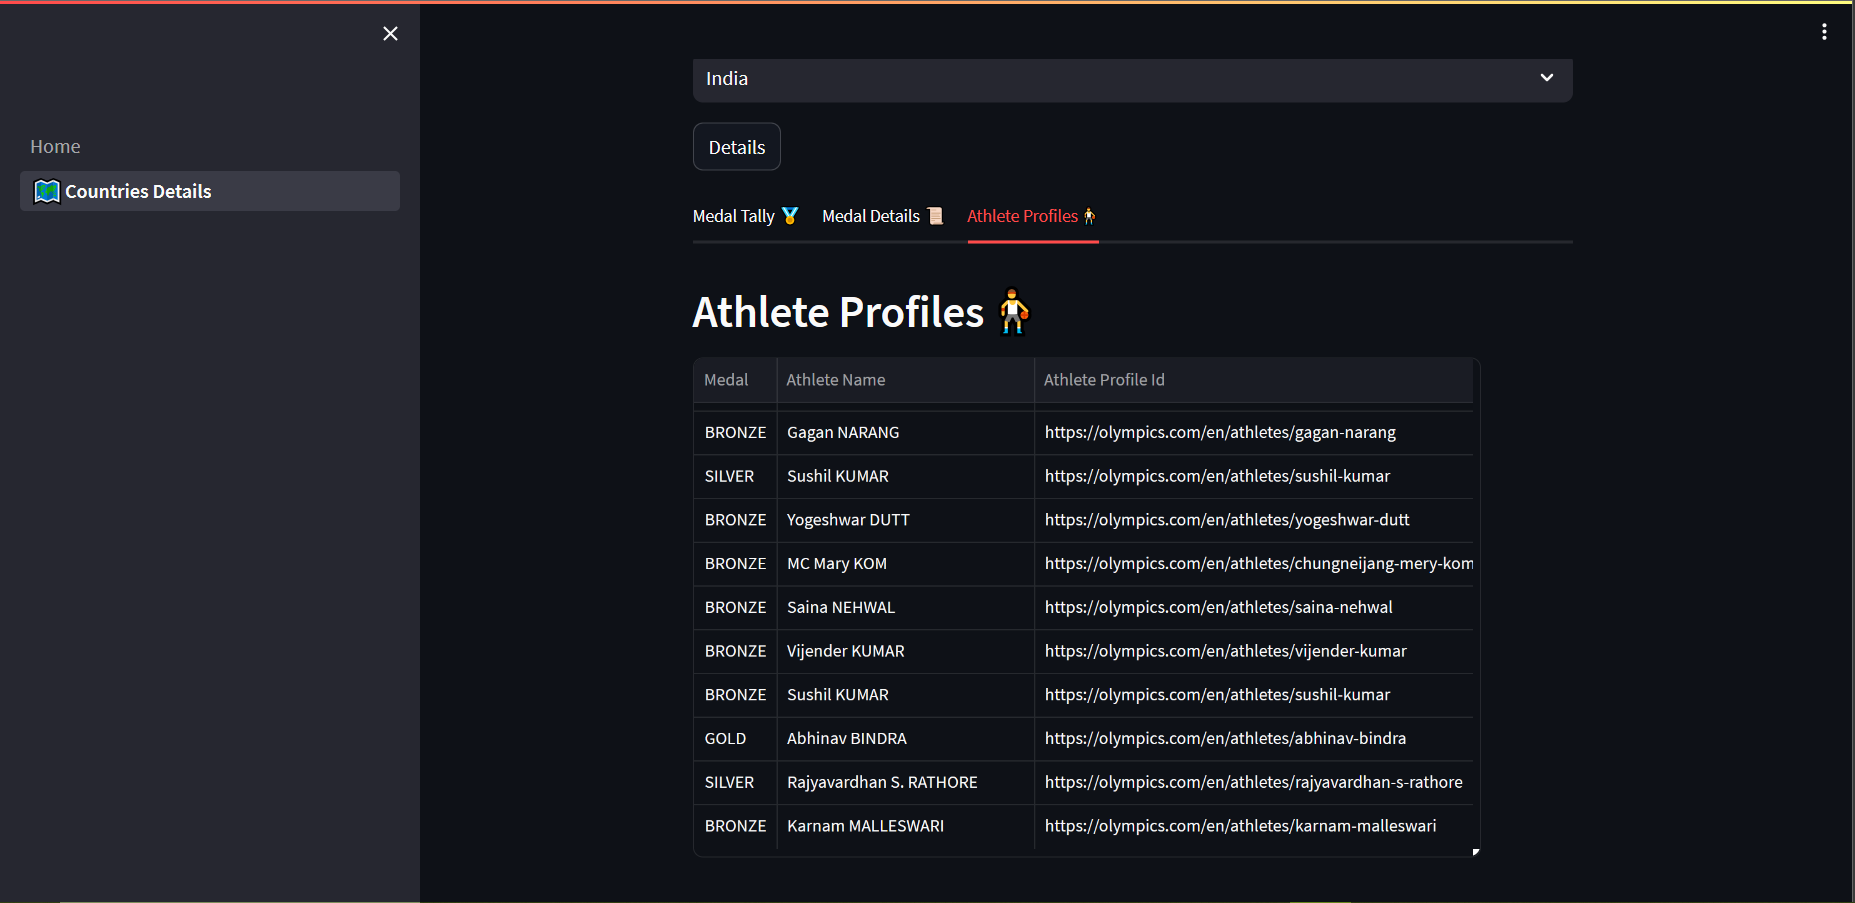 Home
Countries Details
India
Details
Medal Tally Medal Details Athlete Profiles
Athlete Profiles
Medal Athlete Name Athlete Profile Id
BRONZE Gagan NARANG https://olympics.com/en/athletes/gagan-narang
SILVER Sushil KUMAR https://olympics.com/en/athletes/sushil-kumar
BRONZE Yogeshwar DUTT https://olympics.com/en/athletes/yogeshwar-dutt
BRONZE MC Mary KOM https://olympics.com/en/athletes/chungneijang-mery-kom
BRONZE Saina NEHWAL https://olympics.com/en/athletes/saina-nehwal
BRONZE Vijender KUMAR https://olympics.com/en/athletes/vijender-kumar
BRONZE Sushil KUMAR https://olympics.com/en/athletes/sushil-kumar
GOLD Abhinav BINDRA https://olympics.com/en/athletes/abhinav-bindra
SILVER Rajyavardhan S. RATHORE https://olympics.com/en/athletes/rajyavardhan-s-rathore
BRONZE Karnam MALLESWARI https://olympics.com/en/athletes/karnam-malleswari